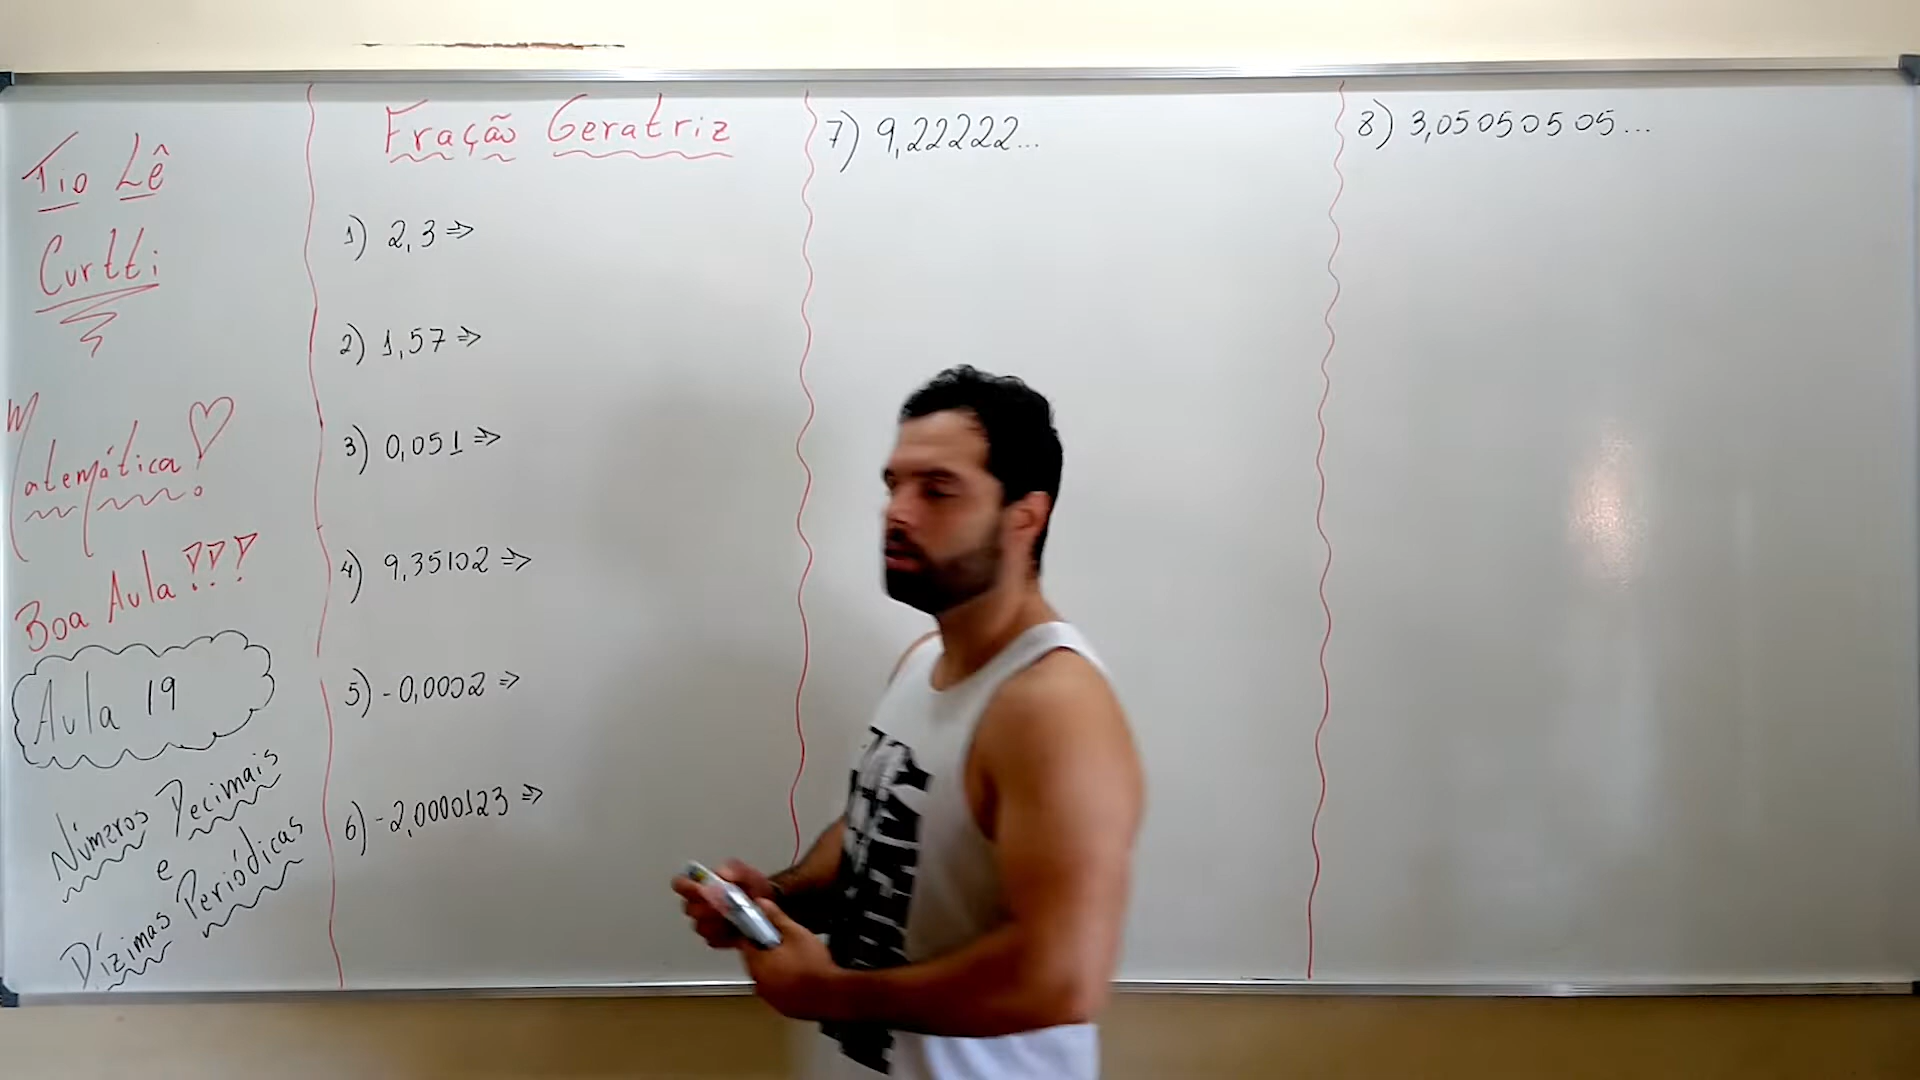 Tio Lê
Curtti
Matemática
Boa Aula!!!
Aula 19
Números Decimais
e
Dízimas Periódicas
Fração Geratriz
1) 2,3 ⇒
2) 1,57 ⇒
3) 0,051 ⇒
4) 9,35102 ⇒
5) -0,0002 ⇒
6) -2,0000123 ⇒
7) 9,22222...
8) 3,05050505...